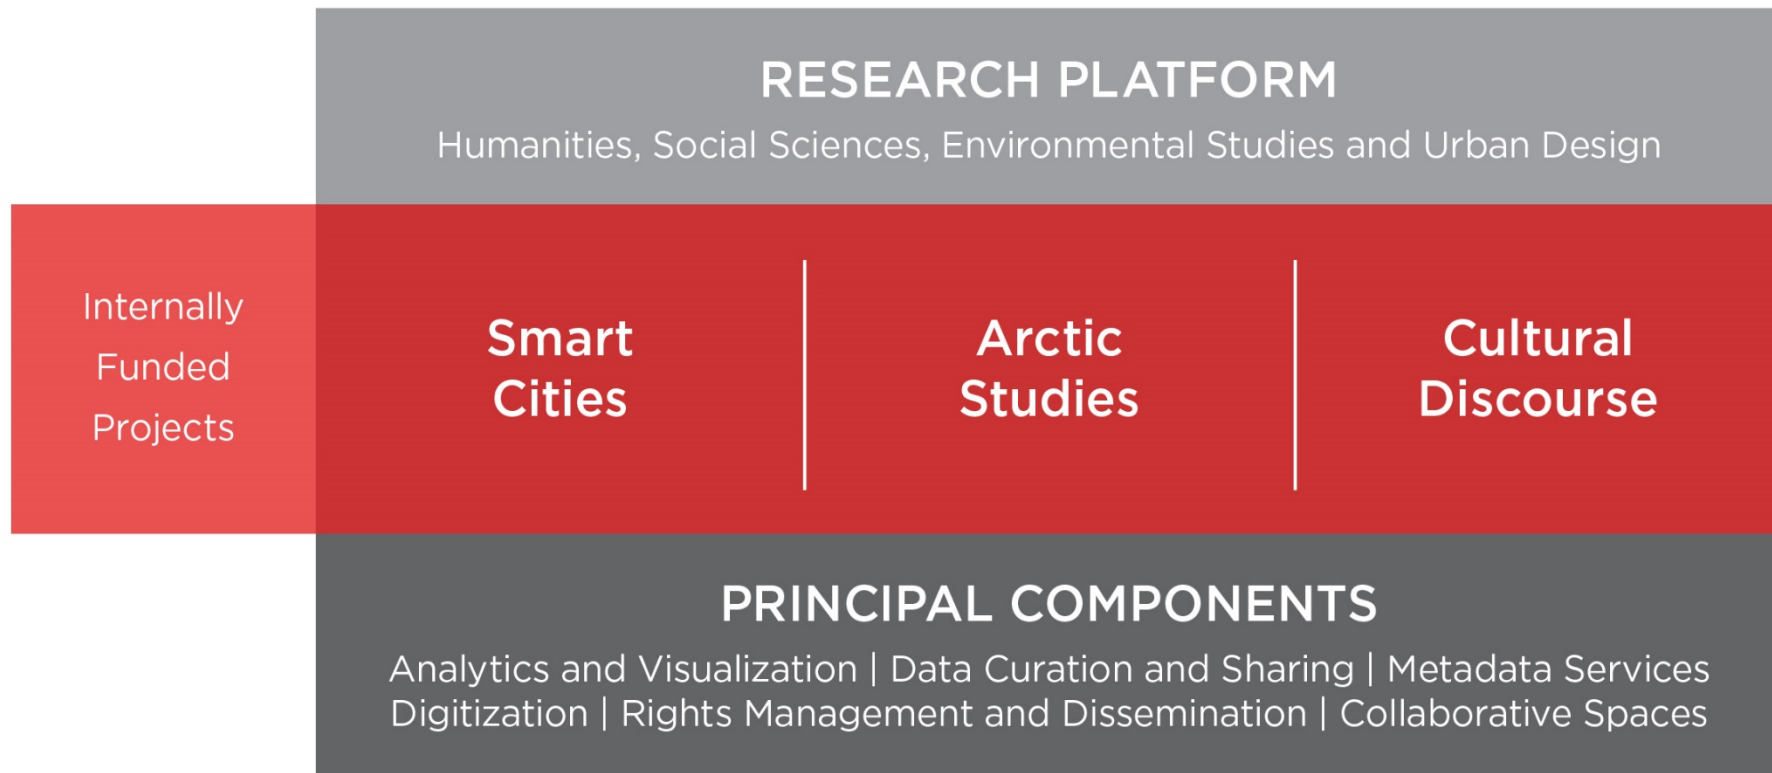 RESEARCH PLATFORM
Humanities, Social Sciences, Environmental Studies and Urban Design
Internally
Funded
Projects
Smart
Cities
Arctic
Studies
Cultural
Discourse
PRINCIPAL COMPONENTS
Analytics and Visualization | Data Curation and Sharing | Metadata Services
Digitization | Rights Management and Dissemination | Collaborative Spaces